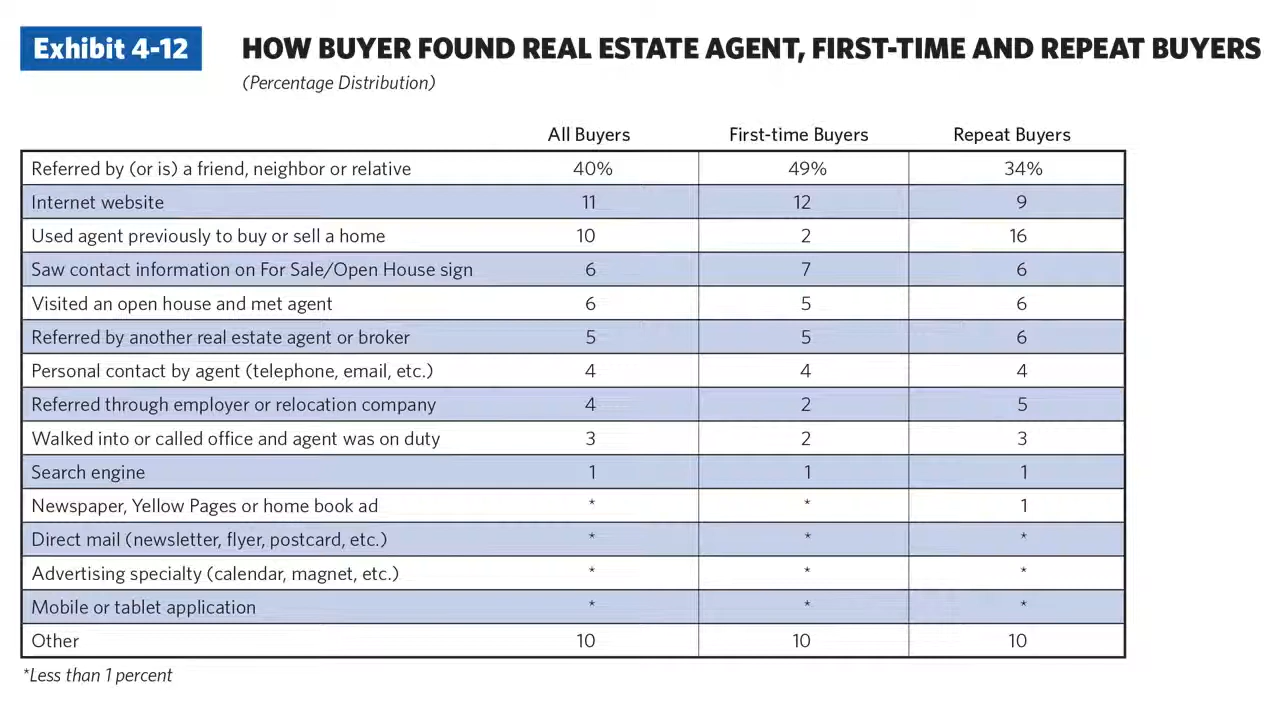 Exhibit 4-12 HOW BUYER FOUND REAL ESTATE AGENT, FIRST-TIME AND REPEAT BUYERS
(Percentage Distribution)
All Buyers First-time Buyers Repeat Buyers
Referred by (or is) a friend, neighbor or relative 40% 49% 34%
Internet website 11 12 9
Used agent previously to buy or sell a home 10 2 16
Saw contact information on For Sale/Open House sign 6 7 6
Visited an open house and met agent 6 5 6
Referred by another real estate agent or broker 5 5 6
Personal contact by agent (telephone, email, etc.) 4 4 4
Referred through employer or relocation company 4 2 5
Walked into or called office and agent was on duty 3 2 3
Search engine 1 1 1
Newspaper, Yellow Pages or home book ad * * 1
Direct mail (newsletter, flyer, postcard, etc.) * * *
Advertising specialty (calendar, magnet, etc.) * * *
Mobile or tablet application * * *
Other 10 10 10
*Less than 1 percent